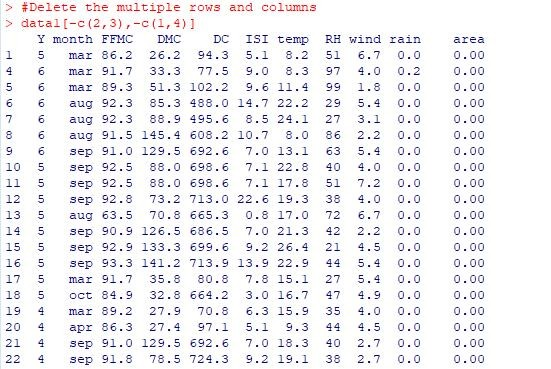 > #Delete the multiple rows and columns
> data1[-c(2,3),-c(1,4)]
Y month FFMC DMC DC ISI temp RH wind rain area
1 5 mar 86.2 26.2 94.3 5.1 8.2 51 6.7 0.0 0.00
4 6 mar 91.7 33.3 77.5 9.0 8.3 97 4.0 0.2 0.00
5 6 mar 89.3 51.3 102.2 9.6 11.4 99 1.8 0.0 0.00
6 6 aug 92.3 85.3 488.0 14.7 22.2 29 5.4 0.0 0.00
7 6 aug 92.3 88.9 495.6 8.5 24.1 27 3.1 0.0 0.00
8 6 aug 91.5 145.4 608.2 10.7 8.0 86 2.2 0.0 0.00
9 6 sep 91.0 129.5 692.6 7.0 13.1 63 5.4 0.0 0.00
10 5 sep 92.5 88.0 698.6 7.1 22.8 40 4.0 0.0 0.00
11 5 sep 92.5 88.0 698.6 7.1 17.8 51 7.2 0.0 0.00
12 5 sep 92.8 73.2 713.0 22.6 19.3 38 4.0 0.0 0.00
13 5 aug 63.5 70.8 665.3 0.8 17.0 72 6.7 0.0 0.00
14 5 sep 90.9 126.5 686.5 7.0 21.3 42 2.2 0.0 0.00
15 5 sep 92.9 133.3 699.6 9.2 26.4 21 4.5 0.0 0.00
16 5 sep 93.3 141.2 713.9 13.9 22.9 44 5.4 0.0 0.00
17 5 mar 91.7 35.8 80.8 7.8 15.1 27 5.4 0.0 0.00
18 5 oct 84.9 32.8 664.2 3.0 16.7 47 4.9 0.0 0.00
19 4 mar 89.2 27.9 70.8 6.3 15.9 35 4.0 0.0 0.00
20 4 apr 86.3 27.4 97.1 5.1 9.3 44 4.5 0.0 0.00
21 4 sep 91.0 129.5 692.6 7.0 18.3 40 2.7 0.0 0.00
22 4 sep 91.8 78.5 724.3 9.2 19.1 38 2.7 0.0 0.00